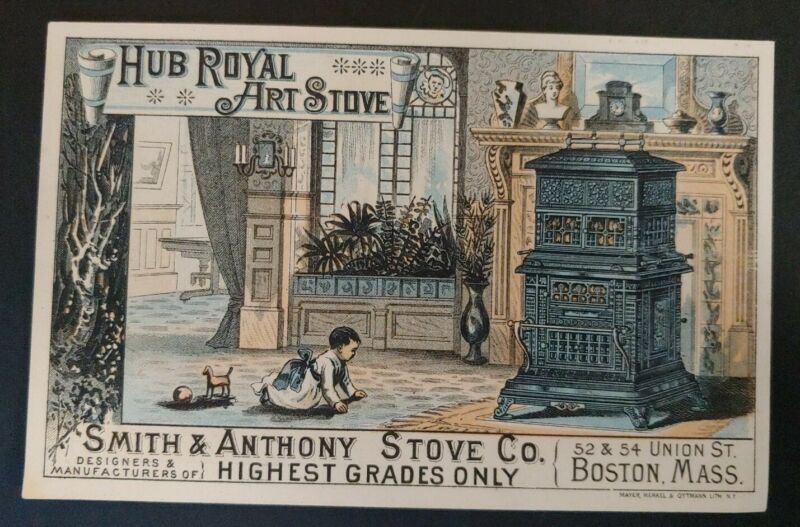 HUB ROYAL
ART STOVE
SMITH & ANTHONY STOVE CO.
DESIGNERS &
MANUFACTURERS OF
HIGHEST GRADES ONLY
52 & 54 UNION ST.
BOSTON, MASS.
MAYER, MERKEL & OTTMANN LITH. N.Y.